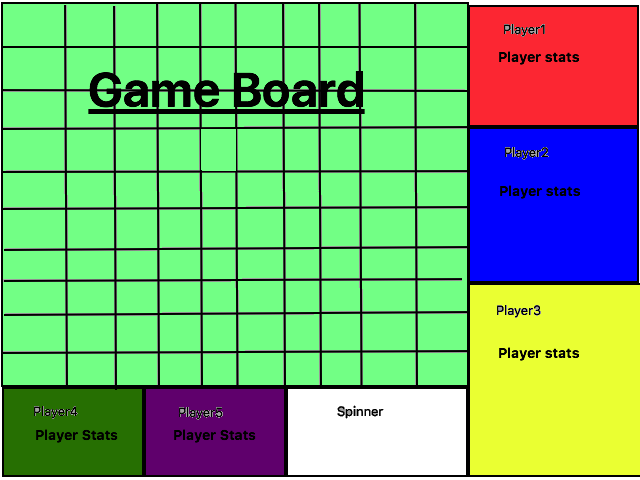 Game Board
Player1
Player stats
Player2
Player stats
Player3
Player stats
Player4
Player Stats
Player5
Player Stats
Spinner